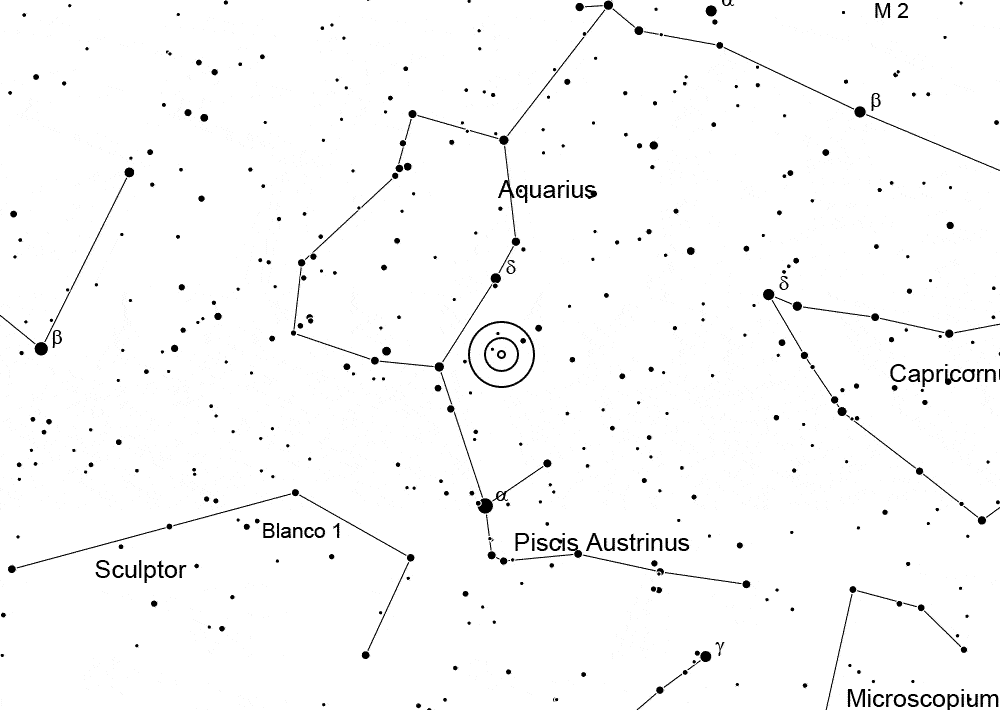 α
M 2
β
Aquarius
δ
δ
β
Capricornu
α
Blanco 1
Piscis Austrinus
Sculptor
γ
Microscopium